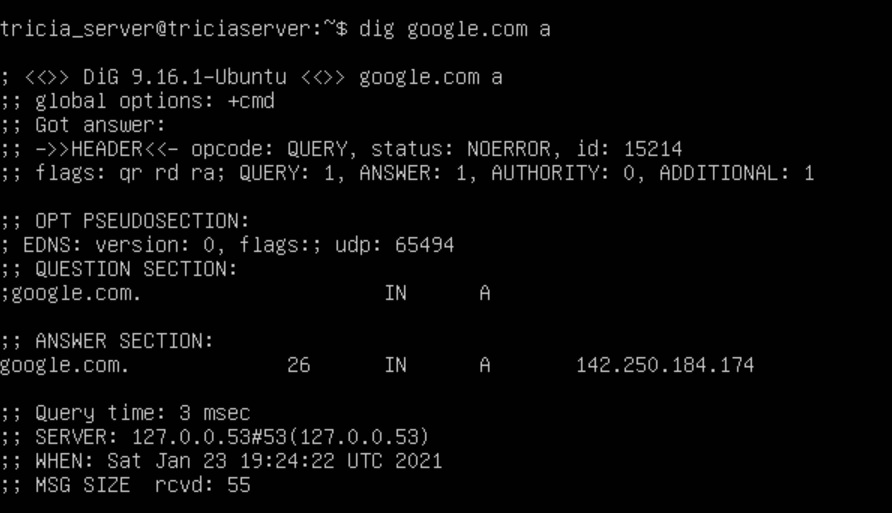 tricia_server@triciaserver:~$ dig google.com a
; <<>> DiG 9.16.1-Ubuntu <<>> google.com a
;; global options: +cmd
;; Got answer:
;; ->>HEADER<<- opcode: QUERY, status: NOERROR, id: 15214
;; flags: qr rd ra; QUERY: 1, ANSWER: 1, AUTHORITY: 0, ADDITIONAL: 1
;; OPT PSEUDOSECTION:
; EDNS: version: 0, flags:; udp: 65494
;; QUESTION SECTION:
;google.com. IN A
;; ANSWER SECTION:
google.com. 26 IN A 142.250.184.174
;; Query time: 3 msec
;; SERVER: 127.0.0.53#53(127.0.0.53)
;; WHEN: Sat Jan 23 19:24:22 UTC 2021
;; MSG SIZE rcvd: 55